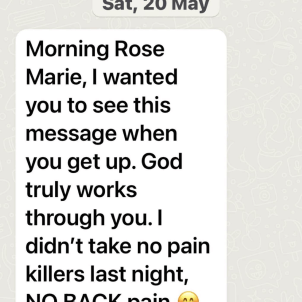 Sat, 20 May
Morning Rose
Marie, I wanted
you to see this
message when
you get up. God
truly works
through you. I
didn’t take no pain
killers last night,
NO BACK pain 😁